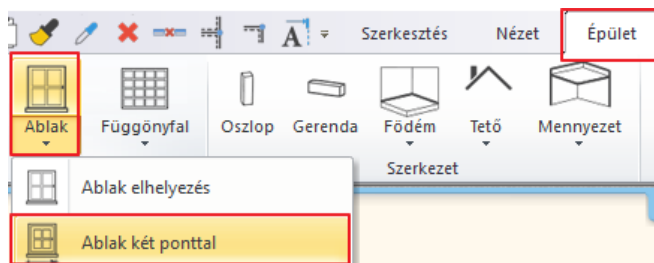 A
Szerkesztés Nézet Épület
Ablak Függönyfal Oszlop Gerenda Födém Tető Mennyezet
Szerkezet
Ablak elhelyezés
Ablak két ponttal